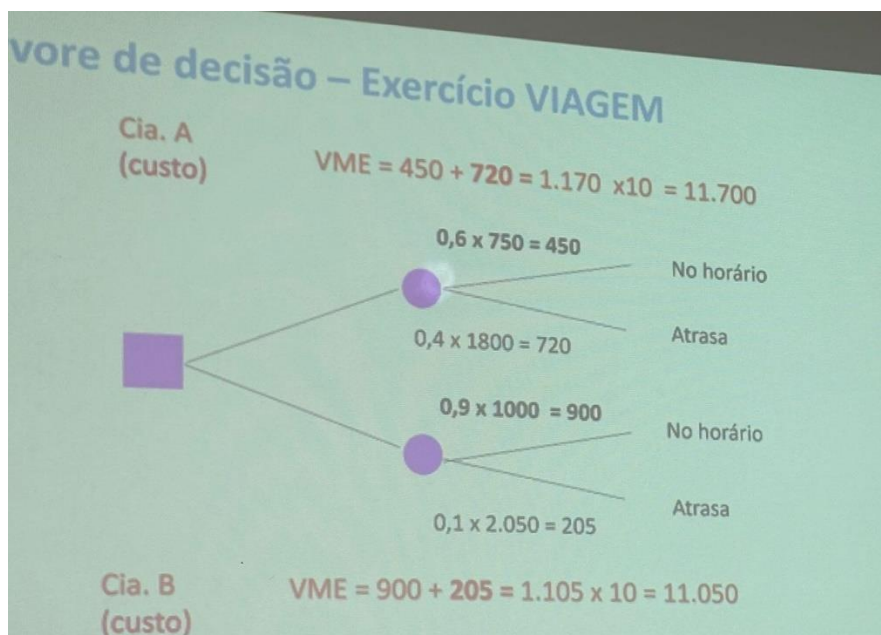 vore de decisão – Exercício VIAGEM
Cia. A
(custo)
VME = 450 + 720 = 1.170 x10 = 11.700
0,6 x 750 = 450
No horário
0,4 x 1800 = 720
Atrasa
0,9 x 1000 = 900
No horário
0,1 x 2.050 = 205
Atrasa
Cia. B
(custo)
VME = 900 + 205 = 1.105 x 10 = 11.050